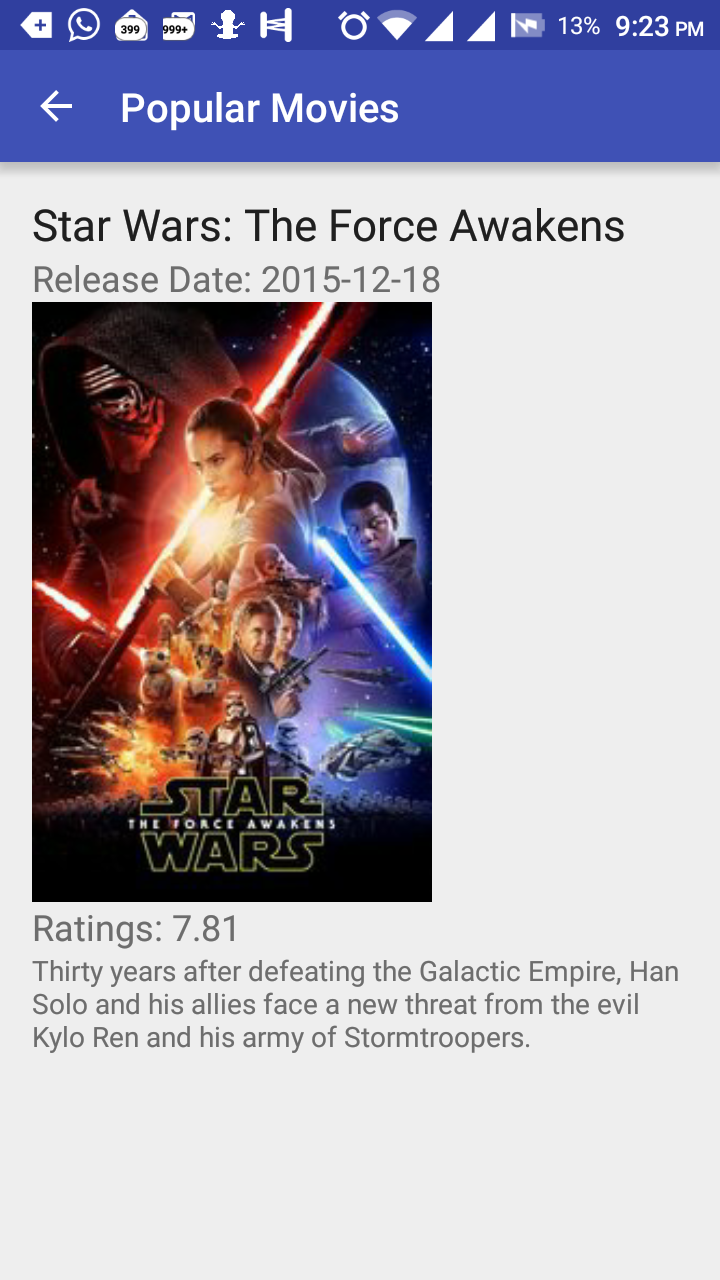 399
999+
13%
9:23 PM
Popular Movies
Star Wars: The Force Awakens
Release Date: 2015-12-18
STAR
THE FORCE AWAKENS
WARS
Ratings: 7.81
Thirty years after defeating the Galactic Empire, Han
Solo and his allies face a new threat from the evil
Kylo Ren and his army of Stormtroopers.